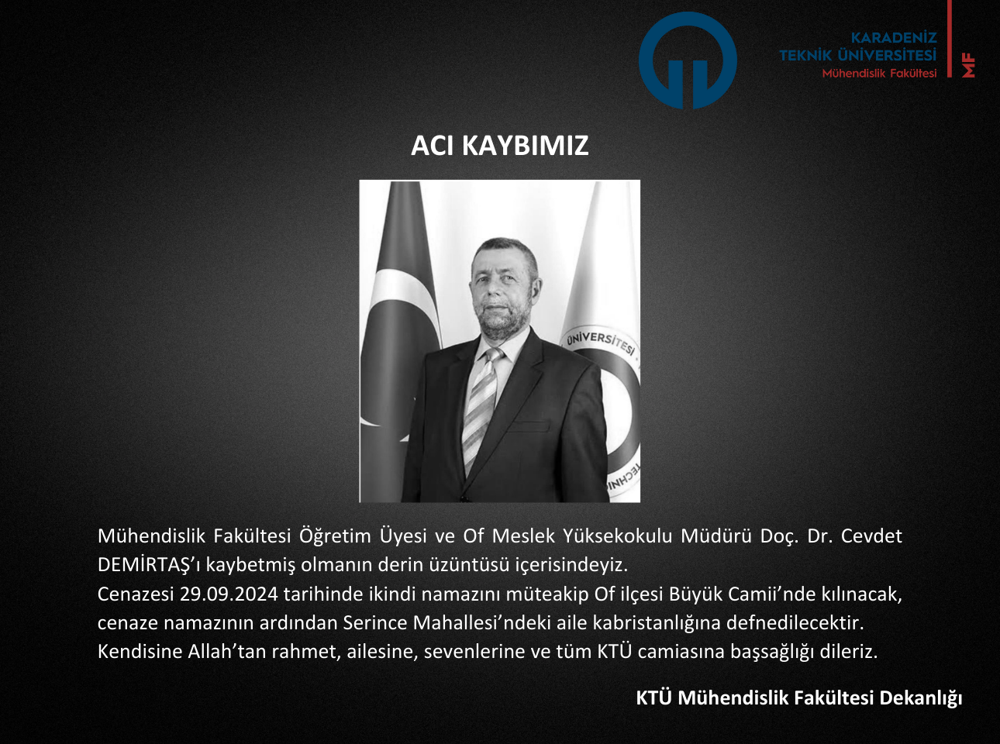 KARADENİZ
TEKNİK ÜNİVERSİTESİ
Mühendislik Fakültesi
MF
ACI KAYBIMIZ
ÜNİVERSİTESİ
TECHNIC
Mühendislik Fakültesi Öğretim Üyesi ve Of Meslek Yüksekokulu Müdürü Doç. Dr. Cevdet
DEMİRTAŞ’ı kaybetmiş olmanın derin üzüntüsü içerisindeyiz.
Cenazesi 29.09.2024 tarihinde ikindi namazını müteakip Of ilçesi Büyük Camii’nde kılınacak,
cenaze namazının ardından Serince Mahallesi’ndeki aile kabristanlığına defnedilecektir.
Kendisine Allah’tan rahmet, ailesine, sevenlerine ve tüm KTÜ camiasına başsağlığı dileriz.
KTÜ Mühendislik Fakültesi Dekanlığı